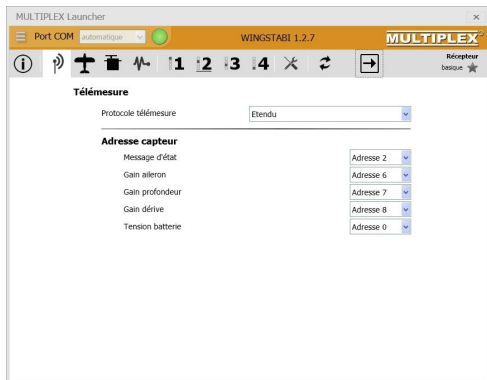 MULTIPLEX Launcher
Port COM automatique WINGSTABI 1.2.7 MULTIPLEX
1 2 3 4 Récepteur
basique
Télémesure
Protocole télémesure Etendu
Adresse capteur
Message d'état Adresse 2
Gain aileron Adresse 6
Gain profondeur Adresse 7
Gain dérive Adresse 8
Tension batterie Adresse 0